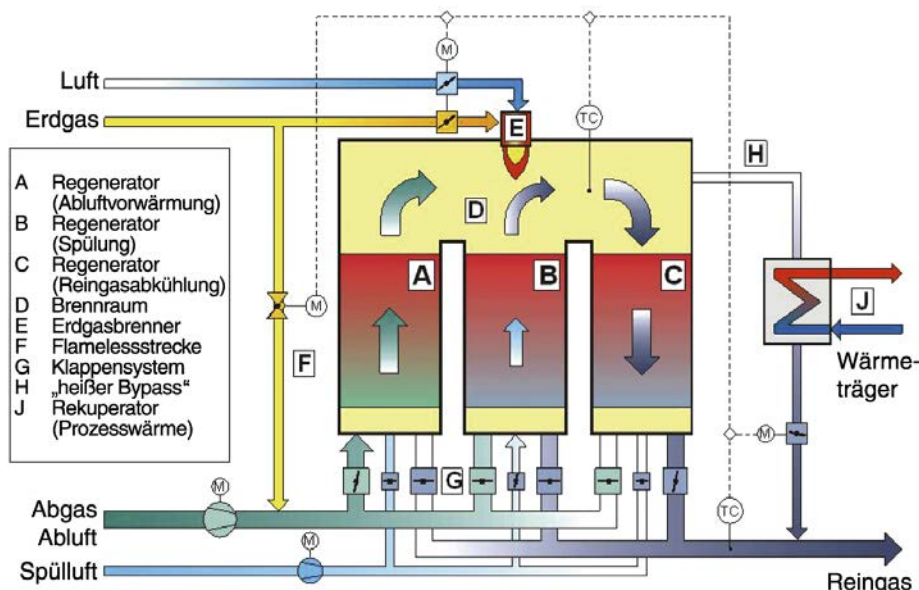 M
Luft
Erdgas
E
TC
H
A Regenerator
(Abluftvorwärmung)
B Regenerator
(Spülung)
C Regenerator
(Reingasabkühlung)
D Brennraum
E Erdgasbrenner
F Flamelessstrecke
G Klappensystem
H „heißer Bypass“
J Rekuperator
(Prozesswärme)
D
A
B
C
M
F
J
Wärme-
träger
M
G
M
Abgas
Abluft
TC
M
Spülluft
Reingas